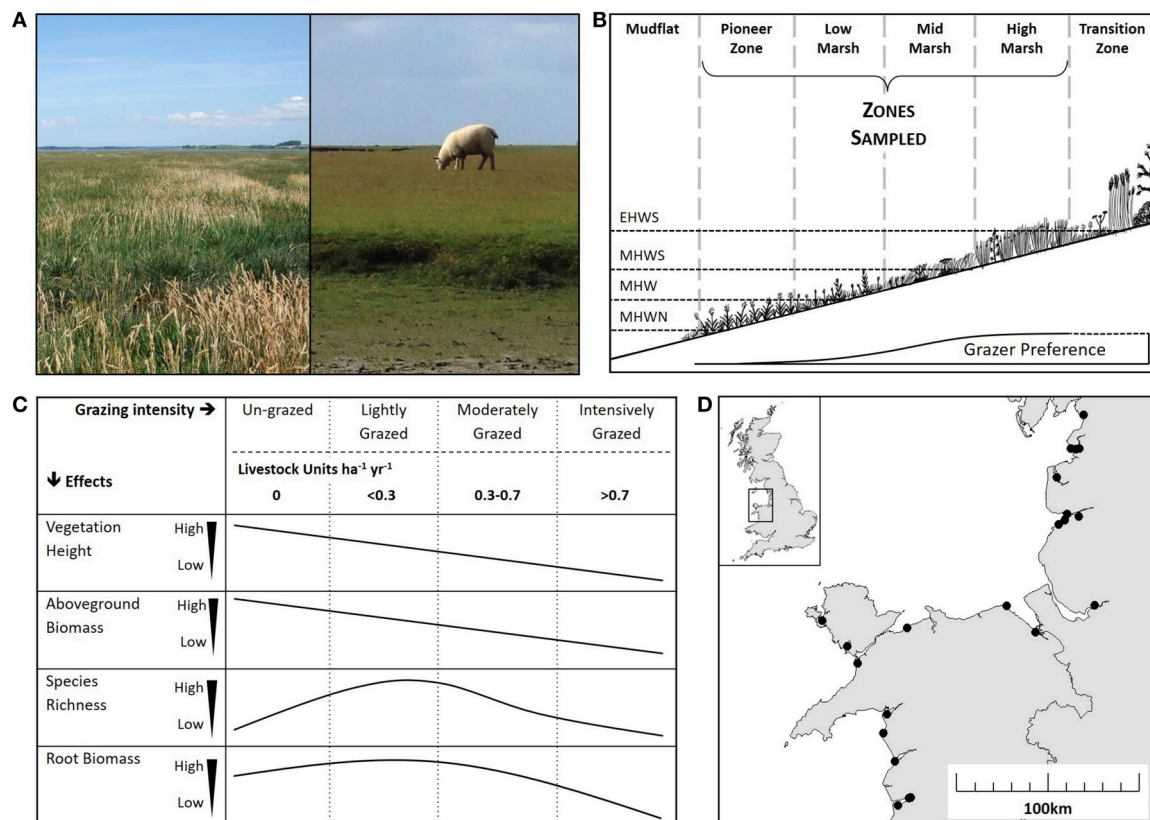 A
B
Mudflat
Pioneer Zone
Low Marsh
Mid Marsh
High Marsh
Transition Zone
ZONES
SAMPLED
EHWS
MHWS
MHW
MHWN
Grazer Preference
C
Grazing intensity →
Un-grazed
Lightly Grazed
Moderately Grazed
Intensively Grazed
Livestock Units ha⁻¹ yr⁻¹
↓ Effects
0
<0.3
0.3-0.7
>0.7
Vegetation Height
High
Low
Aboveground Biomass
High
Low
Species Richness
High
Low
Root Biomass
High
Low
D
100km